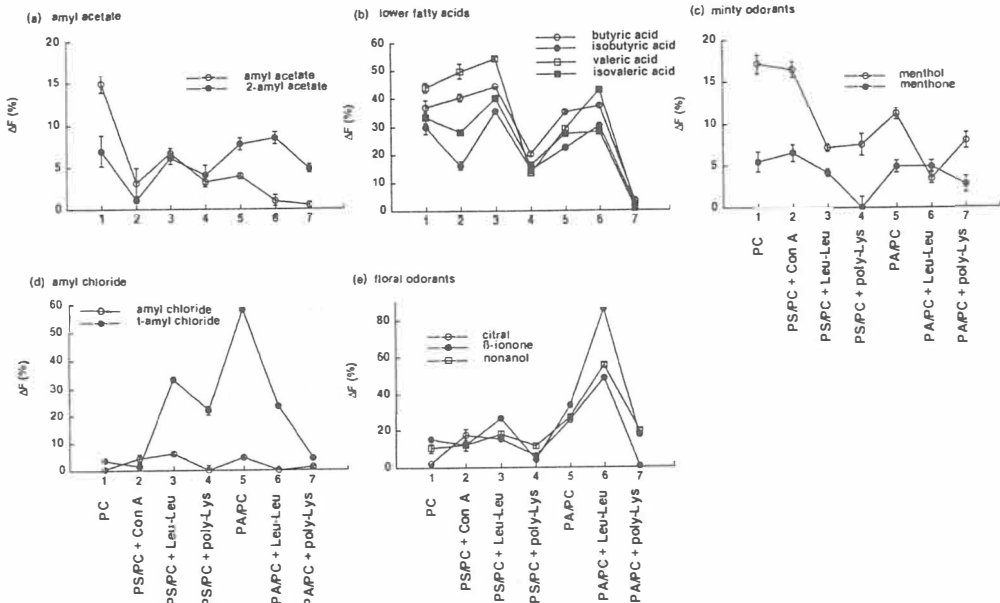 (a) amyl acetate
20
15
10
5
0
ΔF (%)
amyl acetate
2-amyl acetate
1 2 3 4 5 6 7
(b) lower fatty acids
60
50
40
30
20
10
0
ΔF (%)
butyric acid
isobutyric acid
valeric acid
isovaleric acid
1 2 3 4 5 6 7
(c) minty odorants
20
15
10
5
0
ΔF (%)
menthol
menthone
1 2 3 4 5 6 7
PC
PS/PC + Con A
PS/PC + Leu-Leu
PS/PC + poly-Lys
PA/PC
PA/PC + Leu-Leu
PA/PC + poly-Lys
(d) amyl chloride
60
50
40
30
20
10
0
ΔF (%)
amyl chloride
t-amyl chloride
1 2 3 4 5 6 7
PC
PS/PC + Con A
PS/PC + Leu-Leu
PS/PC + poly-Lys
PA/PC
PA/PC + Leu-Leu
PA/PC + poly-Lys
(e) floral odorants
80
60
40
20
0
ΔF (%)
citral
ß-ionone
nonanol
1 2 3 4 5 6 7
PC
PS/PC + Con A
PS/PC + Leu-Leu
PS/PC + poly-Lys
PA/PC
PA/PC + Leu-Leu
PA/PC + poly-Lys